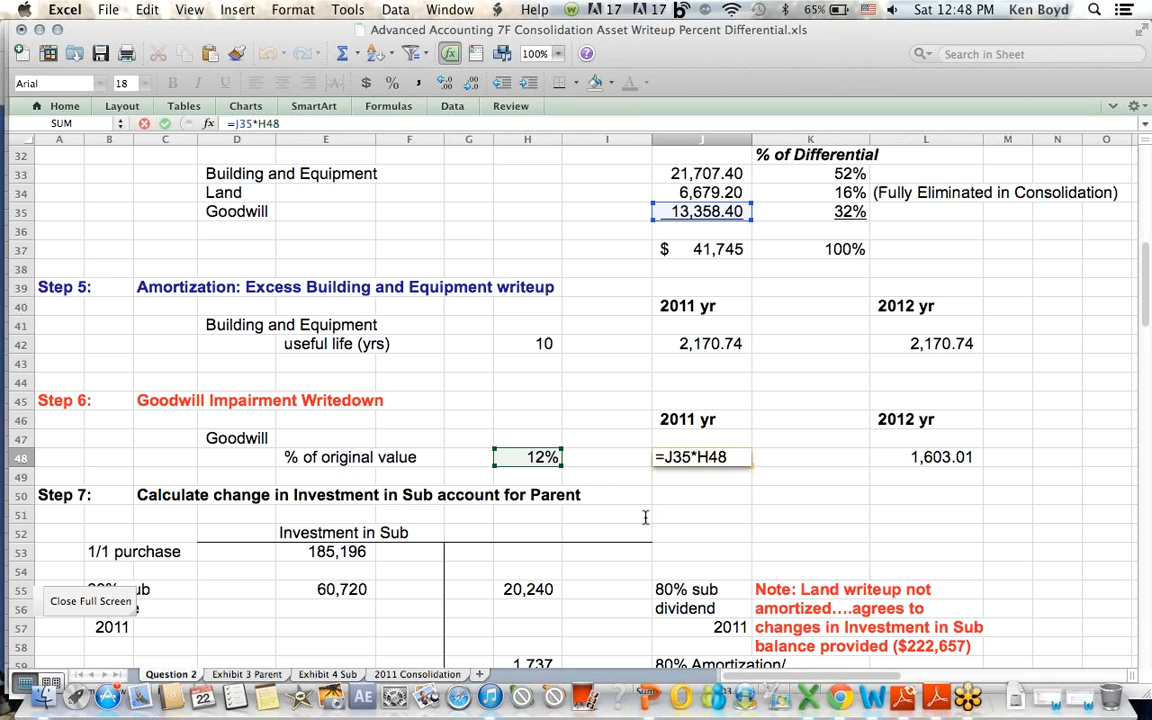 Excel File Edit View Insert Format Tools Data Window Help 17 17 65% Sat 12:48 PM Ken Boyd
Advanced Accounting 7F Consolidation Asset Writeup Percent Differential.xls
100% Search in Sheet
Arial 18 B I U
Home Layout Tables Charts SmartArt Formulas Data Review
SUM fx =J35*H48
A B C D E F G H I J K L M N O
32 % of Differential
33 Building and Equipment 21,707.40 52%
34 Land 6,679.20 16% (Fully Eliminated in Consolidation)
35 Goodwill 13,358.40 32%
36
37 $ 41,745 100%
38
39 Step 5: Amortization: Excess Building and Equipment writeup
40 2011 yr 2012 yr
41 Building and Equipment
42 useful life (yrs) 10 2,170.74 2,170.74
43
44
45 Step 6: Goodwill Impairment Writedown
46 2011 yr 2012 yr
47 Goodwill
48 % of original value 12% =J35*H48 1,603.01
49
50 Step 7: Calculate change in Investment in Sub account for Parent
51
52 Investment in Sub
53 1/1 purchase 185,196
54
55 sub 60,720 20,240 80% sub Note: Land writeup not
56 dividend amortized....agrees to
57 2011 2011 changes in Investment in Sub
58 balance provided ($222,657)
59 1,737 80% Amortization/
Close Full Screen
Question 2 Exhibit 3 Parent Exhibit 4 Sub 2011 Consolidation +